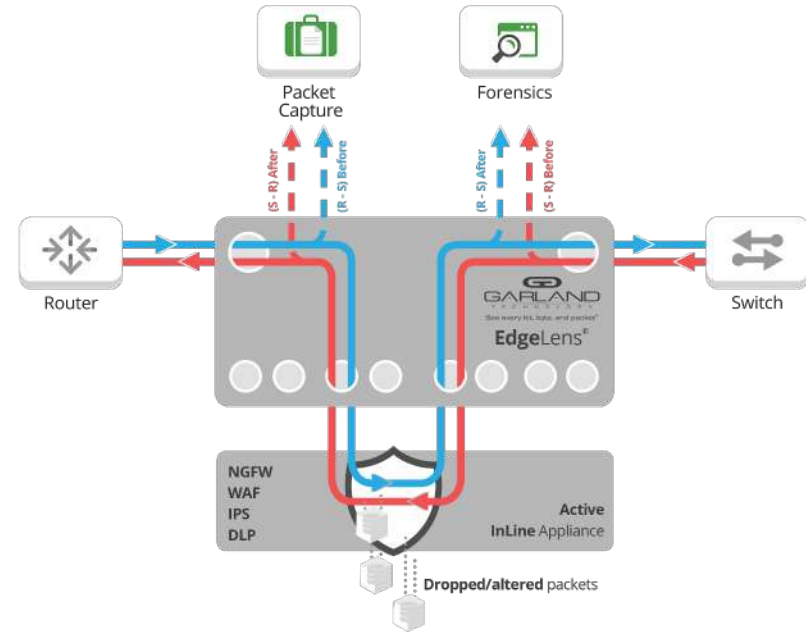 Packet
Capture
Forensics
(S - R) After
(R - S) Before
(R - S) After
(S - R) Before
Router
Switch
GARLAND
TECHNOLOGY
See every bit, byte, and packet®
EdgeLens®
NGFW
WAF
IPS
DLP
Active
InLine Appliance
Dropped/altered packets